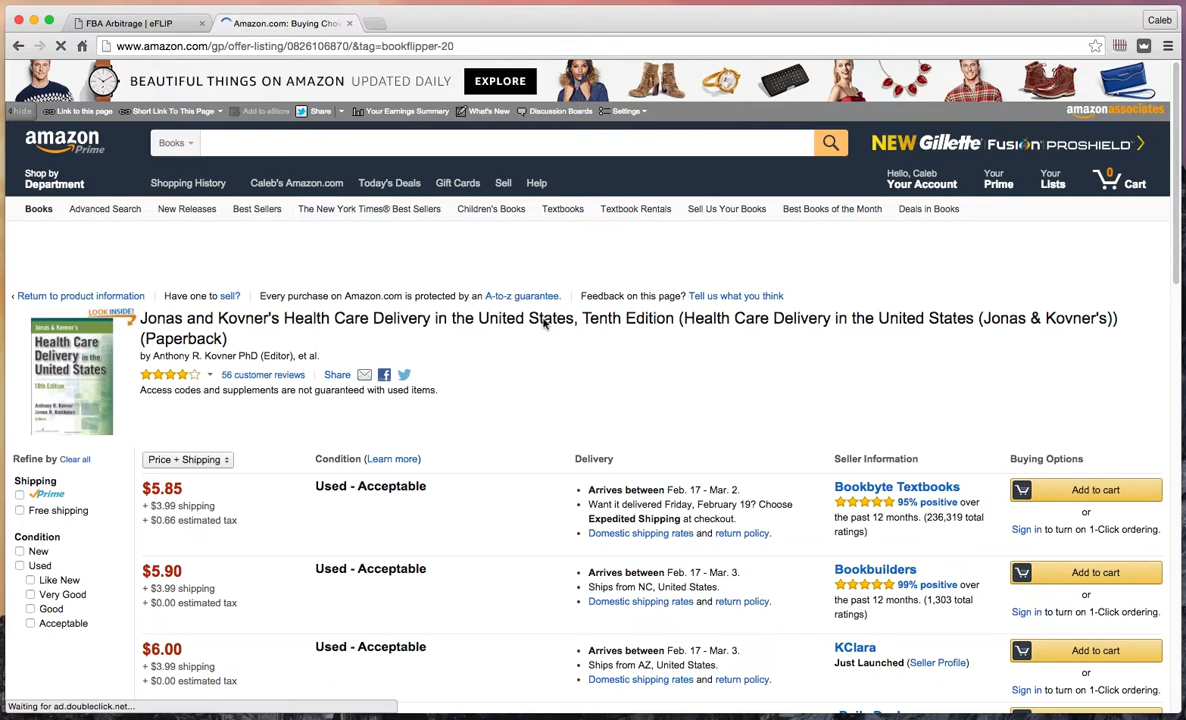 FBA Arbitrage | eFLIP
Amazon.com: Buying Choi
Caleb
www.amazon.com/gp/offer-listing/0826106870/&tag=bookflipper-20
BEAUTIFUL THINGS ON AMAZON UPDATED DAILY EXPLORE
hide Link to this page Short Link To This Page Add to eStore Share Your Earnings Summary What's New Discussion Boards Settings amazonassociates
amazon Prime
Books
NEW Gillette FUSION PROSHIELD
Shop by Department
Shopping History Caleb's Amazon.com Today's Deals Gift Cards Sell Help
Hello, Caleb Your Account
Your Prime
Your Lists
0 Cart
Books Advanced Search New Releases Best Sellers The New York Times® Best Sellers Children's Books Textbooks Textbook Rentals Sell Us Your Books Best Books of the Month Deals in Books
‹ Return to product information Have one to sell? Every purchase on Amazon.com is protected by an A-to-z guarantee. Feedback on this page? Tell us what you think
LOOK INSIDE!
Jonas & Kovner's
Health Care
Delivery in the
United States
10th Edition
Jonas and Kovner's Health Care Delivery in the United States, Tenth Edition (Health Care Delivery in the United States (Jonas & Kovner's))
(Paperback)
by Anthony R. Kovner PhD (Editor), et al.
56 customer reviews Share
Access codes and supplements are not guaranteed with used items.
Refine by Clear all
Shipping
Prime
Free shipping
Condition
New
Used
Like New
Very Good
Good
Acceptable
Price + Shipping Condition (Learn more) Delivery Seller Information Buying Options
$5.85
+ $3.99 shipping
+ $0.66 estimated tax
Used - Acceptable
Arrives between Feb. 17 - Mar. 2.
Want it delivered Friday, February 19? Choose
Expedited Shipping at checkout.
Domestic shipping rates and return policy.
Bookbyte Textbooks
95% positive over
the past 12 months. (236,319 total
ratings)
Add to cart
or
Sign in to turn on 1-Click ordering.
$5.90
+ $3.99 shipping
+ $0.00 estimated tax
Used - Acceptable
Arrives between Feb. 17 - Mar. 3.
Ships from NC, United States.
Domestic shipping rates and return policy.
Bookbuilders
99% positive over
the past 12 months. (1,303 total
ratings)
Add to cart
or
Sign in to turn on 1-Click ordering.
$6.00
+ $3.99 shipping
+ $0.00 estimated tax
Used - Acceptable
Arrives between Feb. 17 - Mar. 3.
Ships from AZ, United States.
Domestic shipping rates and return policy.
KClara
Just Launched (Seller Profile)
Add to cart
or
Sign in to turn on 1-Click ordering.
Waiting for ad.doubleclick.net...